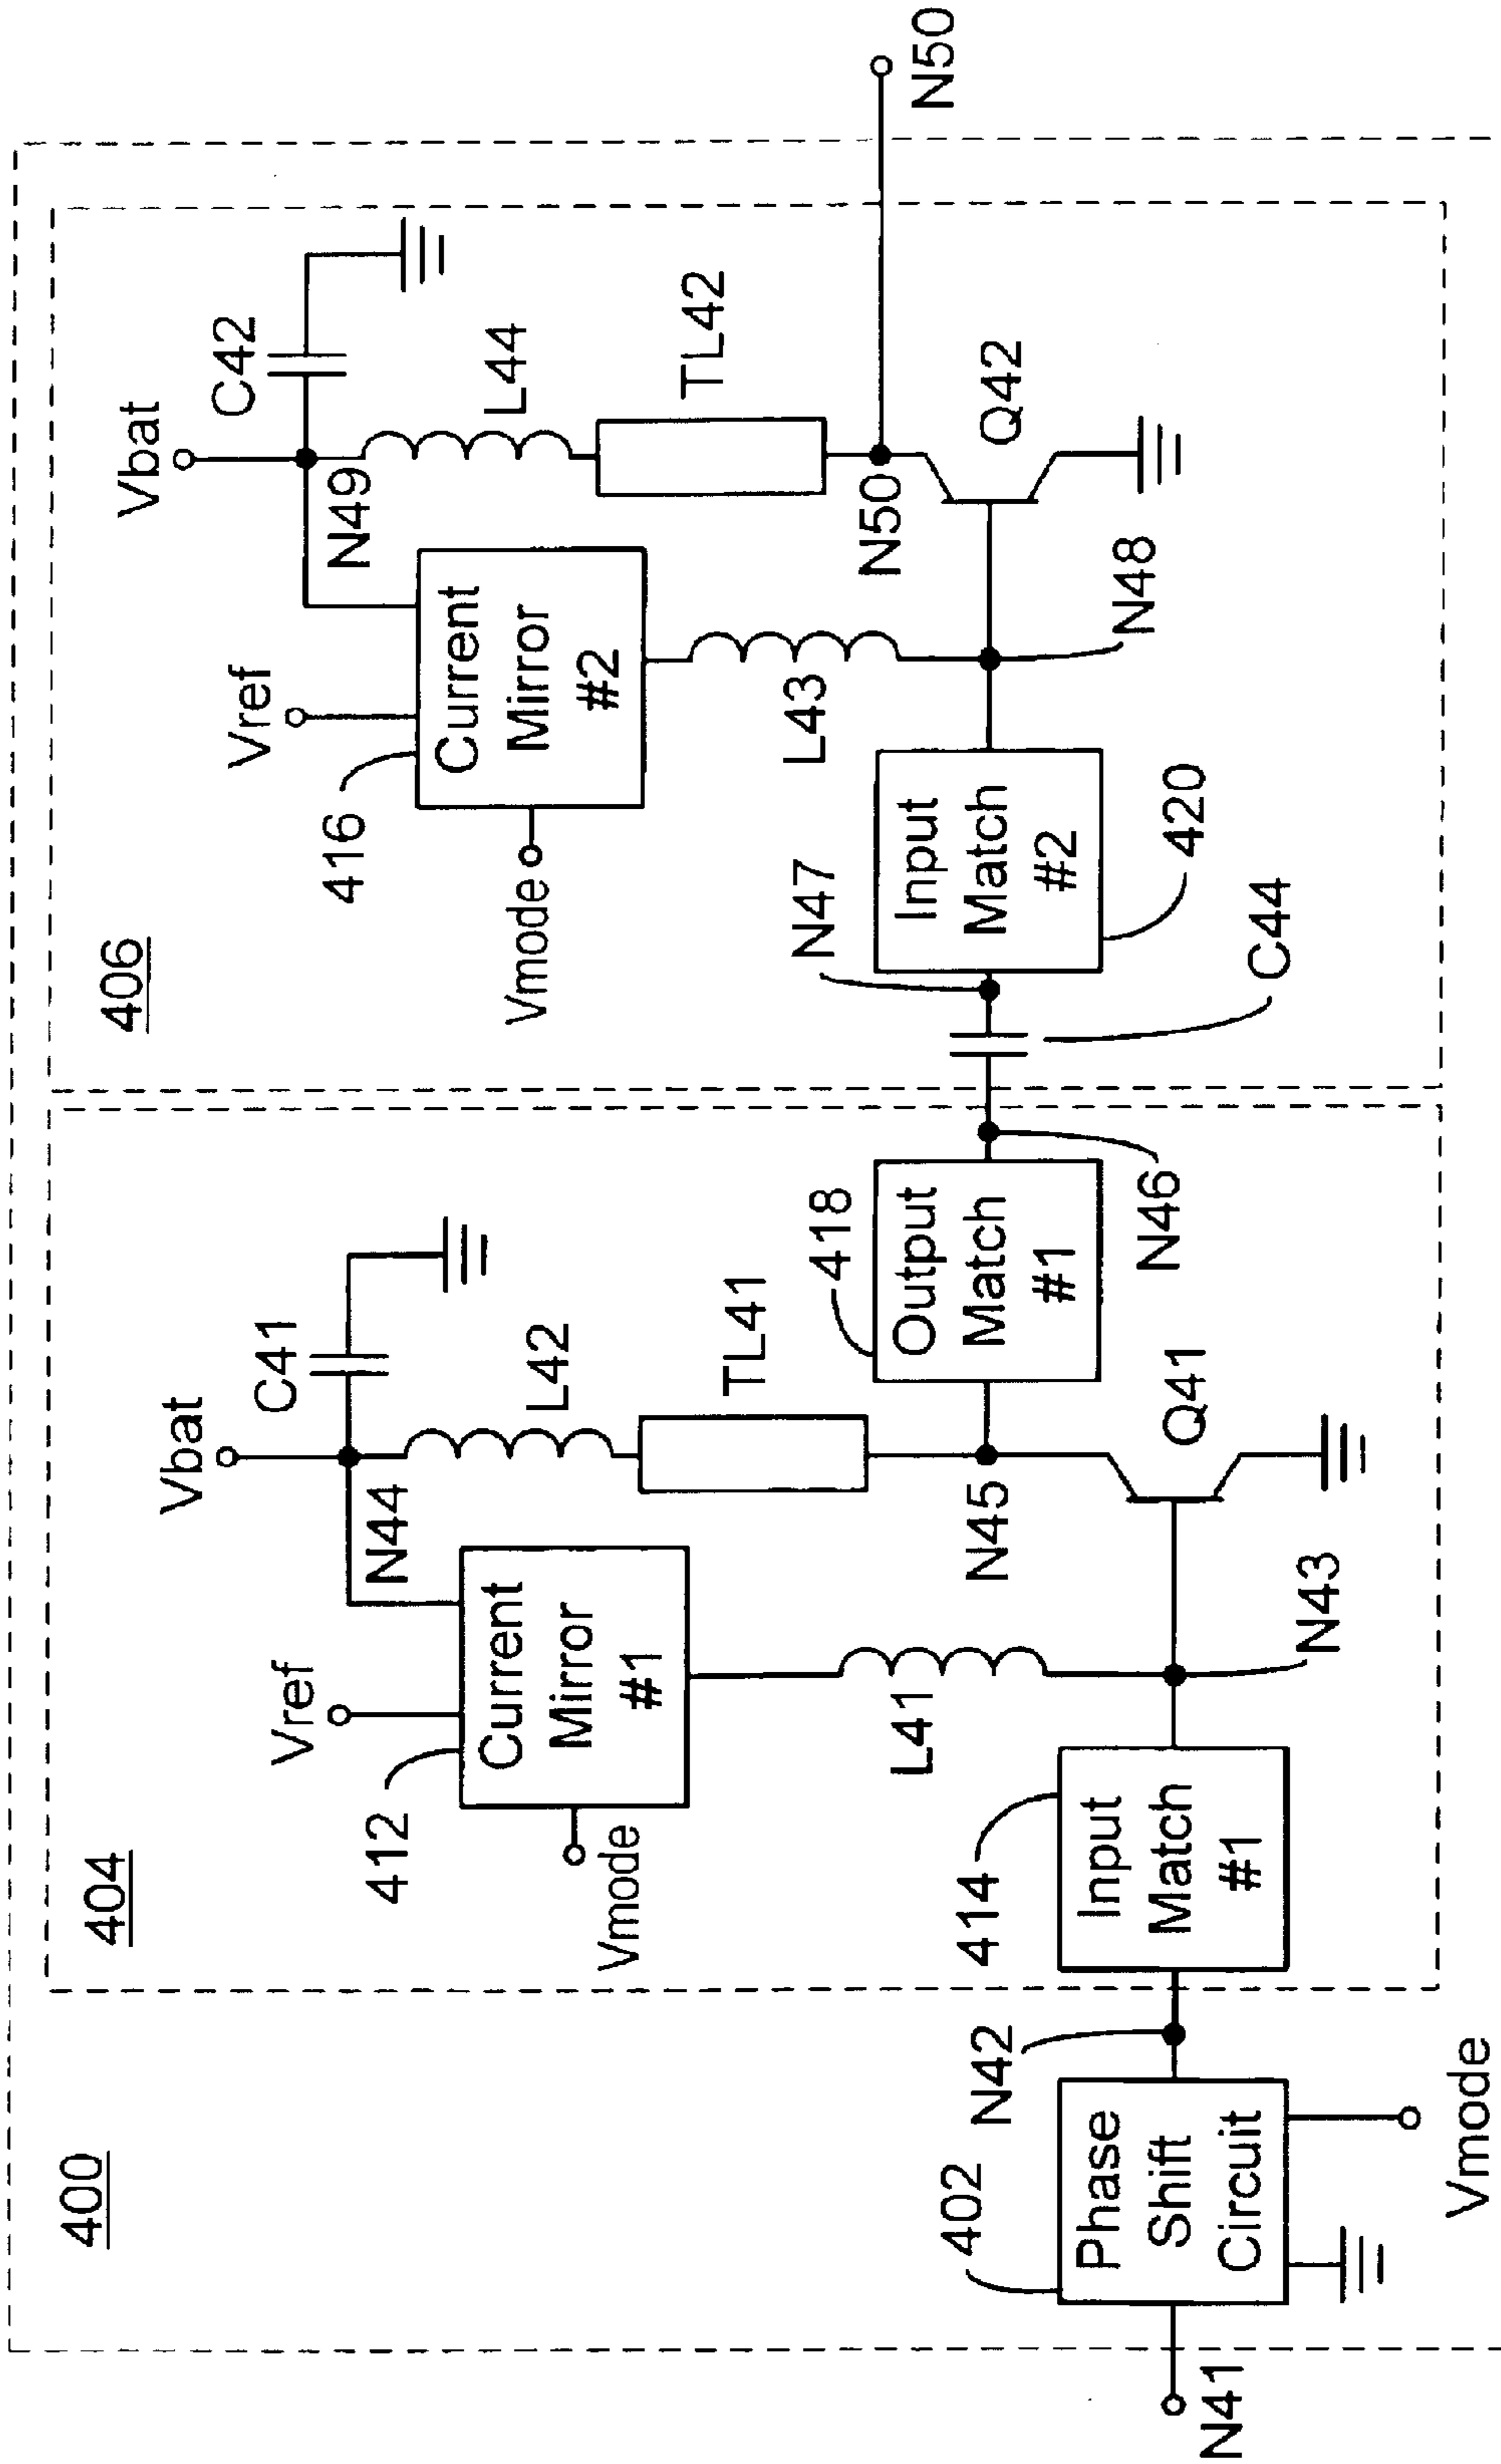 400
404
406
Vbat
Vbat
C41
C42
Vref
Vref
N44
N49
L42
L44
412
416
Current
Mirror
#1
Current
Mirror
#2
Vmode
Vmode
TL41
TL42
418
N50
N50
L41
L43
N45
Output
Match
#1
N47
Input
Match
#2
Q42
402
N42
414
N46
420
N48
N41
Phase
Shift
Circuit
Input
Match
#1
Q41
C44
N43
Vmode